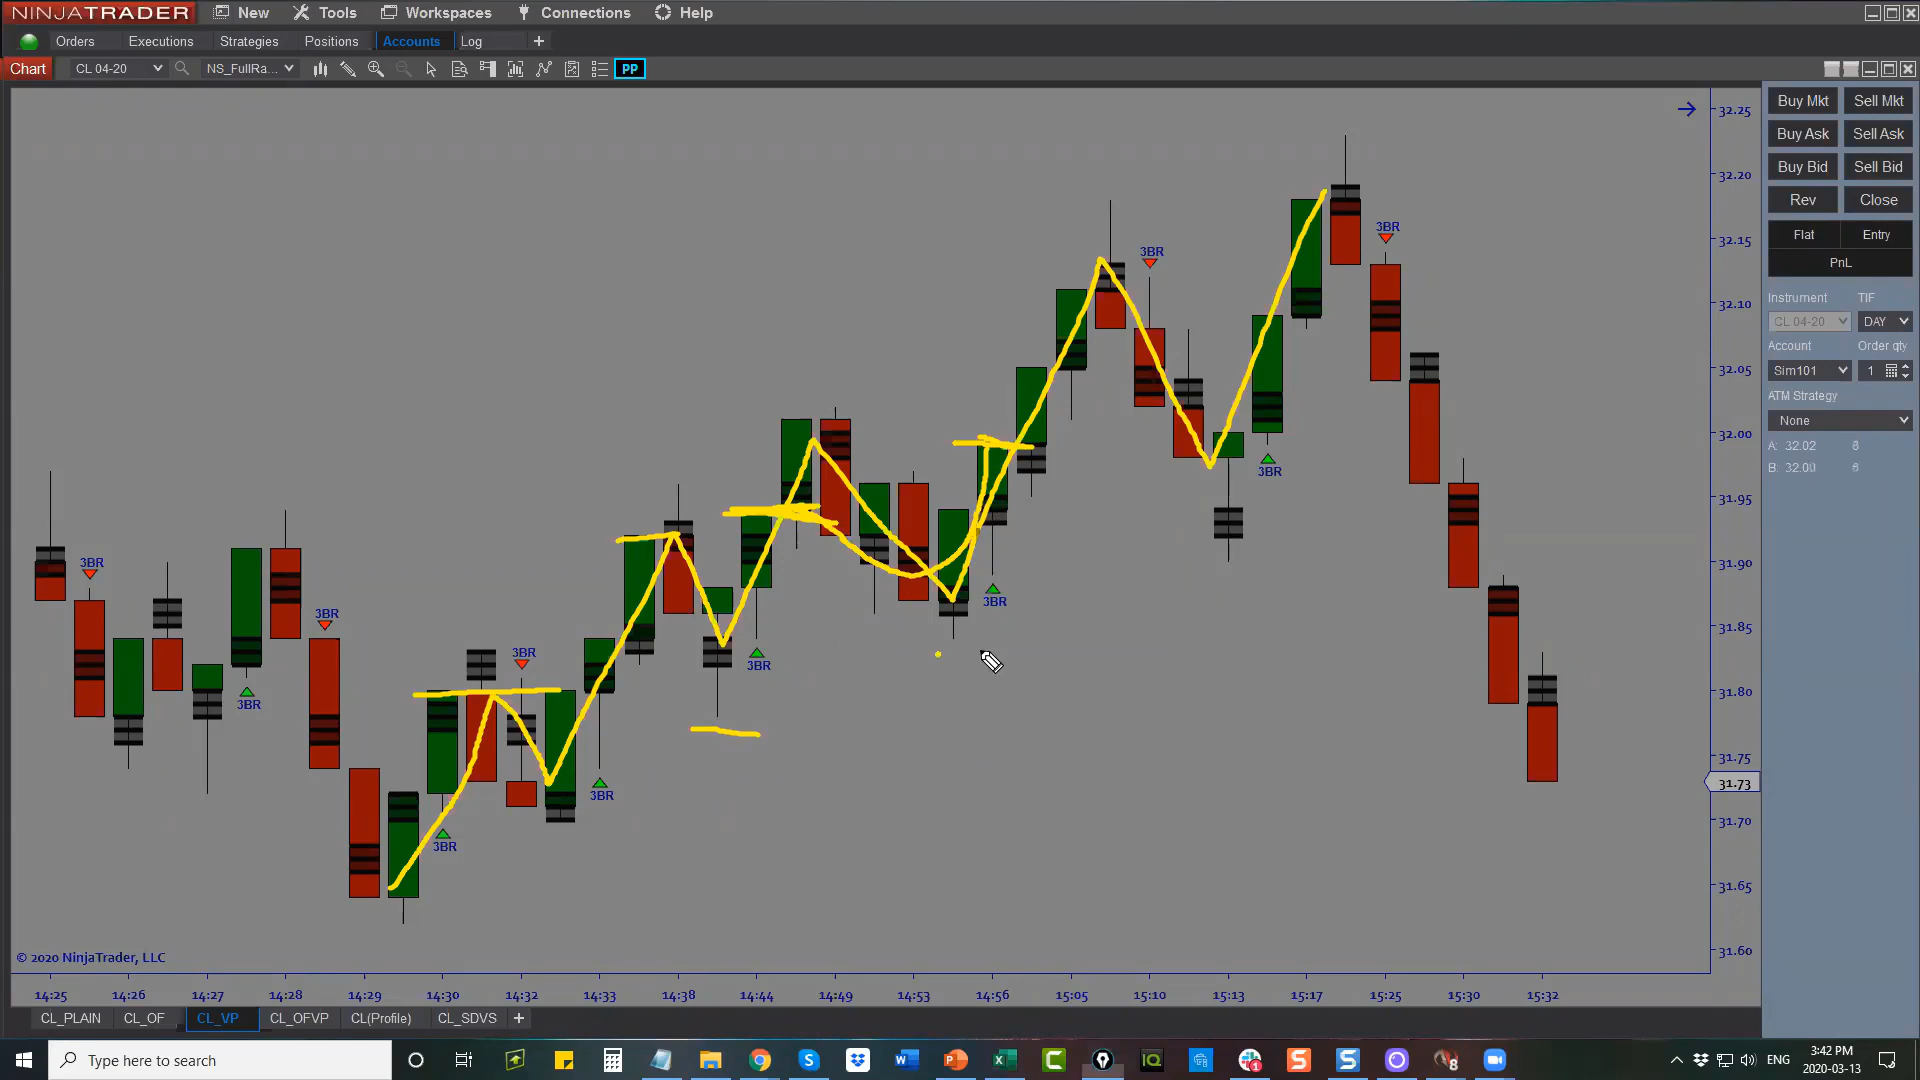 NINJATRADER New Tools Workspaces Connections Help
Orders Executions Strategies Positions Accounts Log +
Chart CL 04-20 NS_FullRa... PP
Buy Mkt Sell Mkt
Buy Ask Sell Ask
Buy Bid Sell Bid
Rev Close
Flat Entry
PnL
Instrument TIF
CL 04-20 DAY
Account Order qty
Sim101 1
ATM Strategy
None
A: 32.02 6
B: 32.00 6
32.25
32.20
32.15
32.10
32.05
32.00
31.95
31.90
31.85
31.80
31.75
31.73
31.70
31.65
31.60
3BR
3BR
3BR
3BR
3BR
3BR
3BR
3BR
3BR
3BR
3BR
3BR
© 2020 NinjaTrader, LLC
14:25 14:26 14:27 14:28 14:29 14:30 14:32 14:33 14:38 14:44 14:49 14:53 14:56 15:05 15:10 15:13 15:17 15:25 15:30 15:32
CL_PLAIN CL_OF CL_VP CL_OFVP CL(Profile) CL_SDVS +
Type here to search
ENG
3:42 PM
2020-03-13